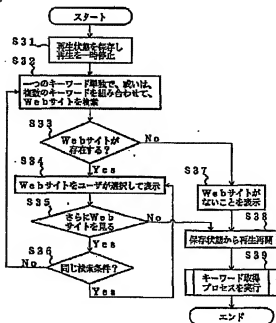 スタート
S31
再生状態を保存し
再生を一時停止
S32
一つのキーワード単独で、或いは、
複数のキーワードを組み合わせて、
Webサイトを検索
S33
Webサイトが
存在する?
No
Yes
S34
Webサイトをユーザが選択して表示
S35
さらにWeb
サイトを見る
No
Yes
S36
同じ検索条件?
No
Yes
S37
Webサイトが
ないことを表示
S38
保存状態から再生再開
S39
キーワード取得
プロセスを実行
エンド